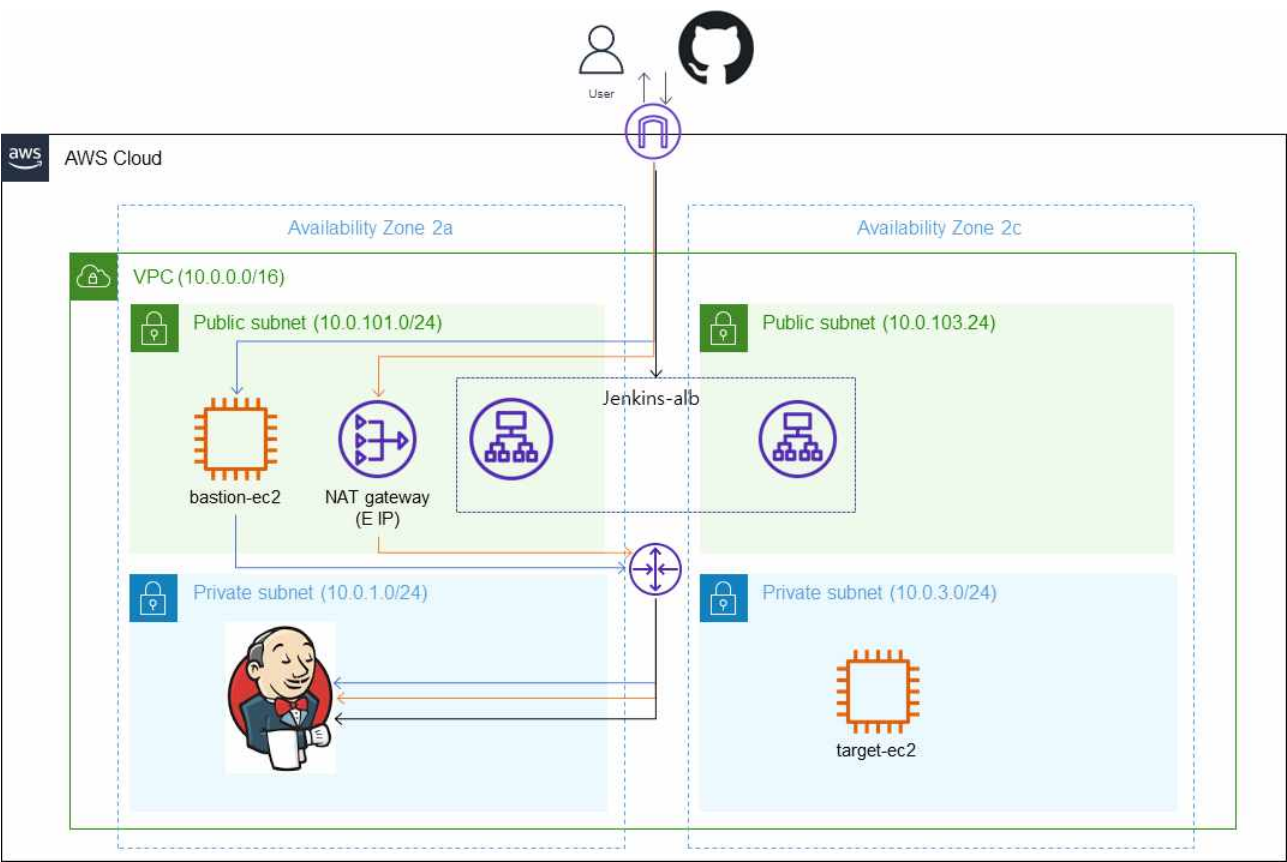 User
aws
AWS Cloud
Availability Zone 2a
Availability Zone 2c
VPC (10.0.0.0/16)
Public subnet (10.0.101.0/24)
Public subnet (10.0.103.24)
Jenkins-alb
bastion-ec2
NAT gateway
(E IP)
Private subnet (10.0.1.0/24)
Private subnet (10.0.3.0/24)
target-ec2